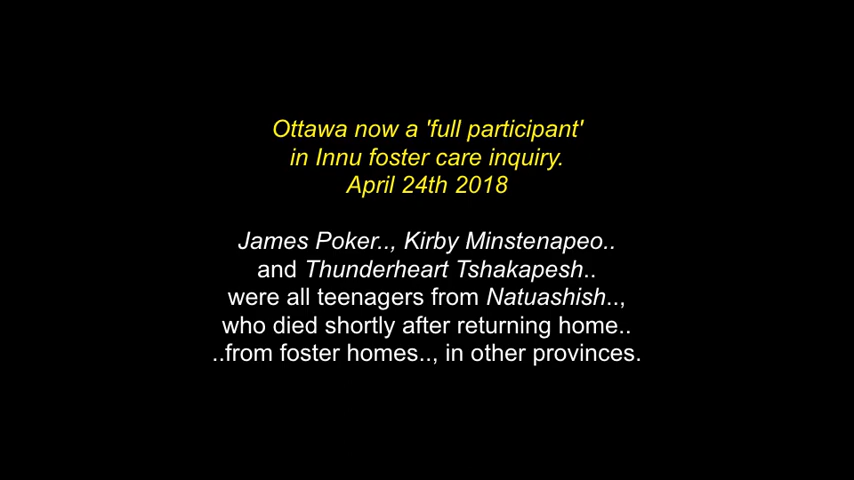 Ottawa now a 'full participant'
in Innu foster care inquiry.
April 24th 2018
James Poker.., Kirby Minstenapeo..
and Thunderheart Tshakapesh..
were all teenagers from Natuashish..,
who died shortly after returning home..
..from foster homes.., in other provinces.